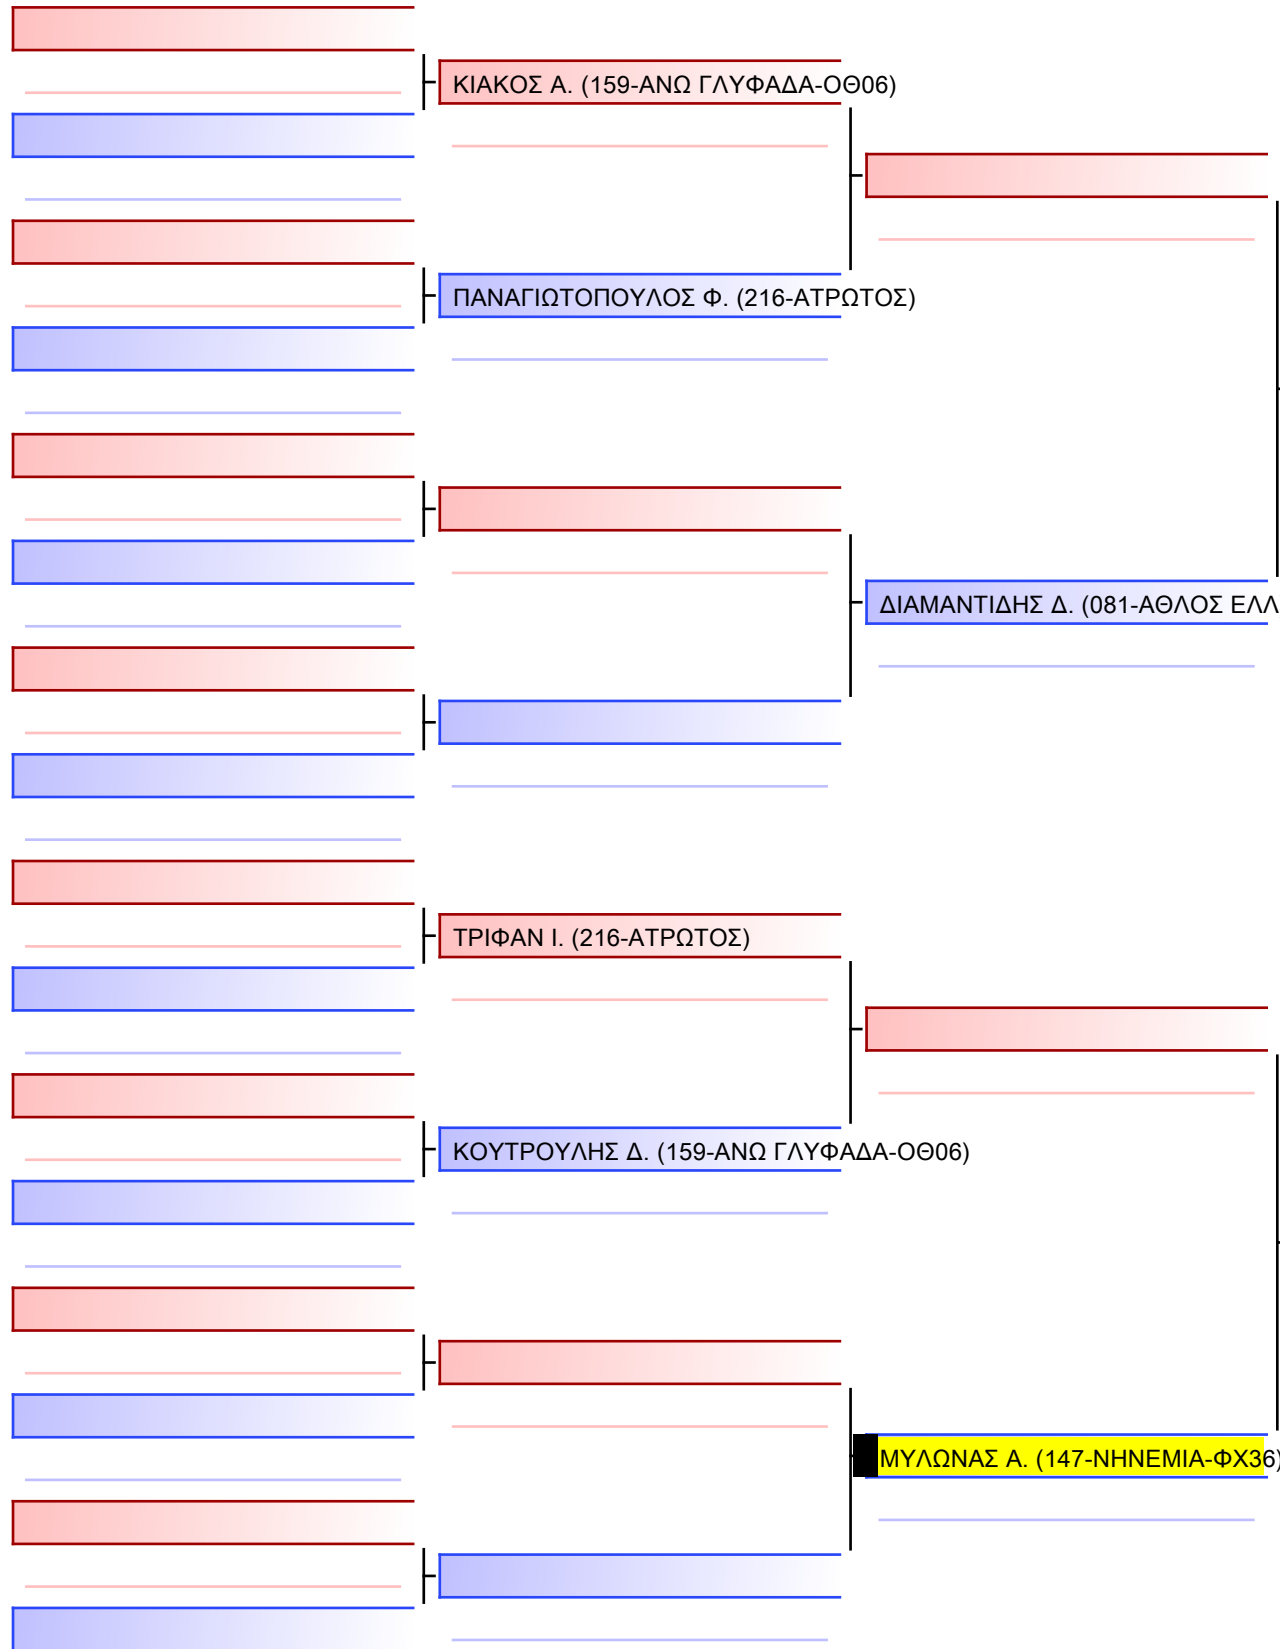 ΚΙΑΚΟΣ Α. (159-ΑΝΩ ΓΛΥΦΑΔΑ-ΟΘ06)
ΠΑΝΑΓΙΩΤΟΠΟΥΛΟΣ Φ. (216-ΑΤΡΩΤΟΣ)
ΔΙΑΜΑΝΤΙΔΗΣ Δ. (081-ΑΘΛΟΣ ΕΛΛ
ΤΡΙΦΑΝ Ι. (216-ΑΤΡΩΤΟΣ)
ΚΟΥΤΡΟΥΛΗΣ Δ. (159-ΑΝΩ ΓΛΥΦΑΔΑ-ΟΘ06)
ΜΥΛΩΝΑΣ Α. (147-ΝΗΝΕΜΙΑ-ΦΧ36)